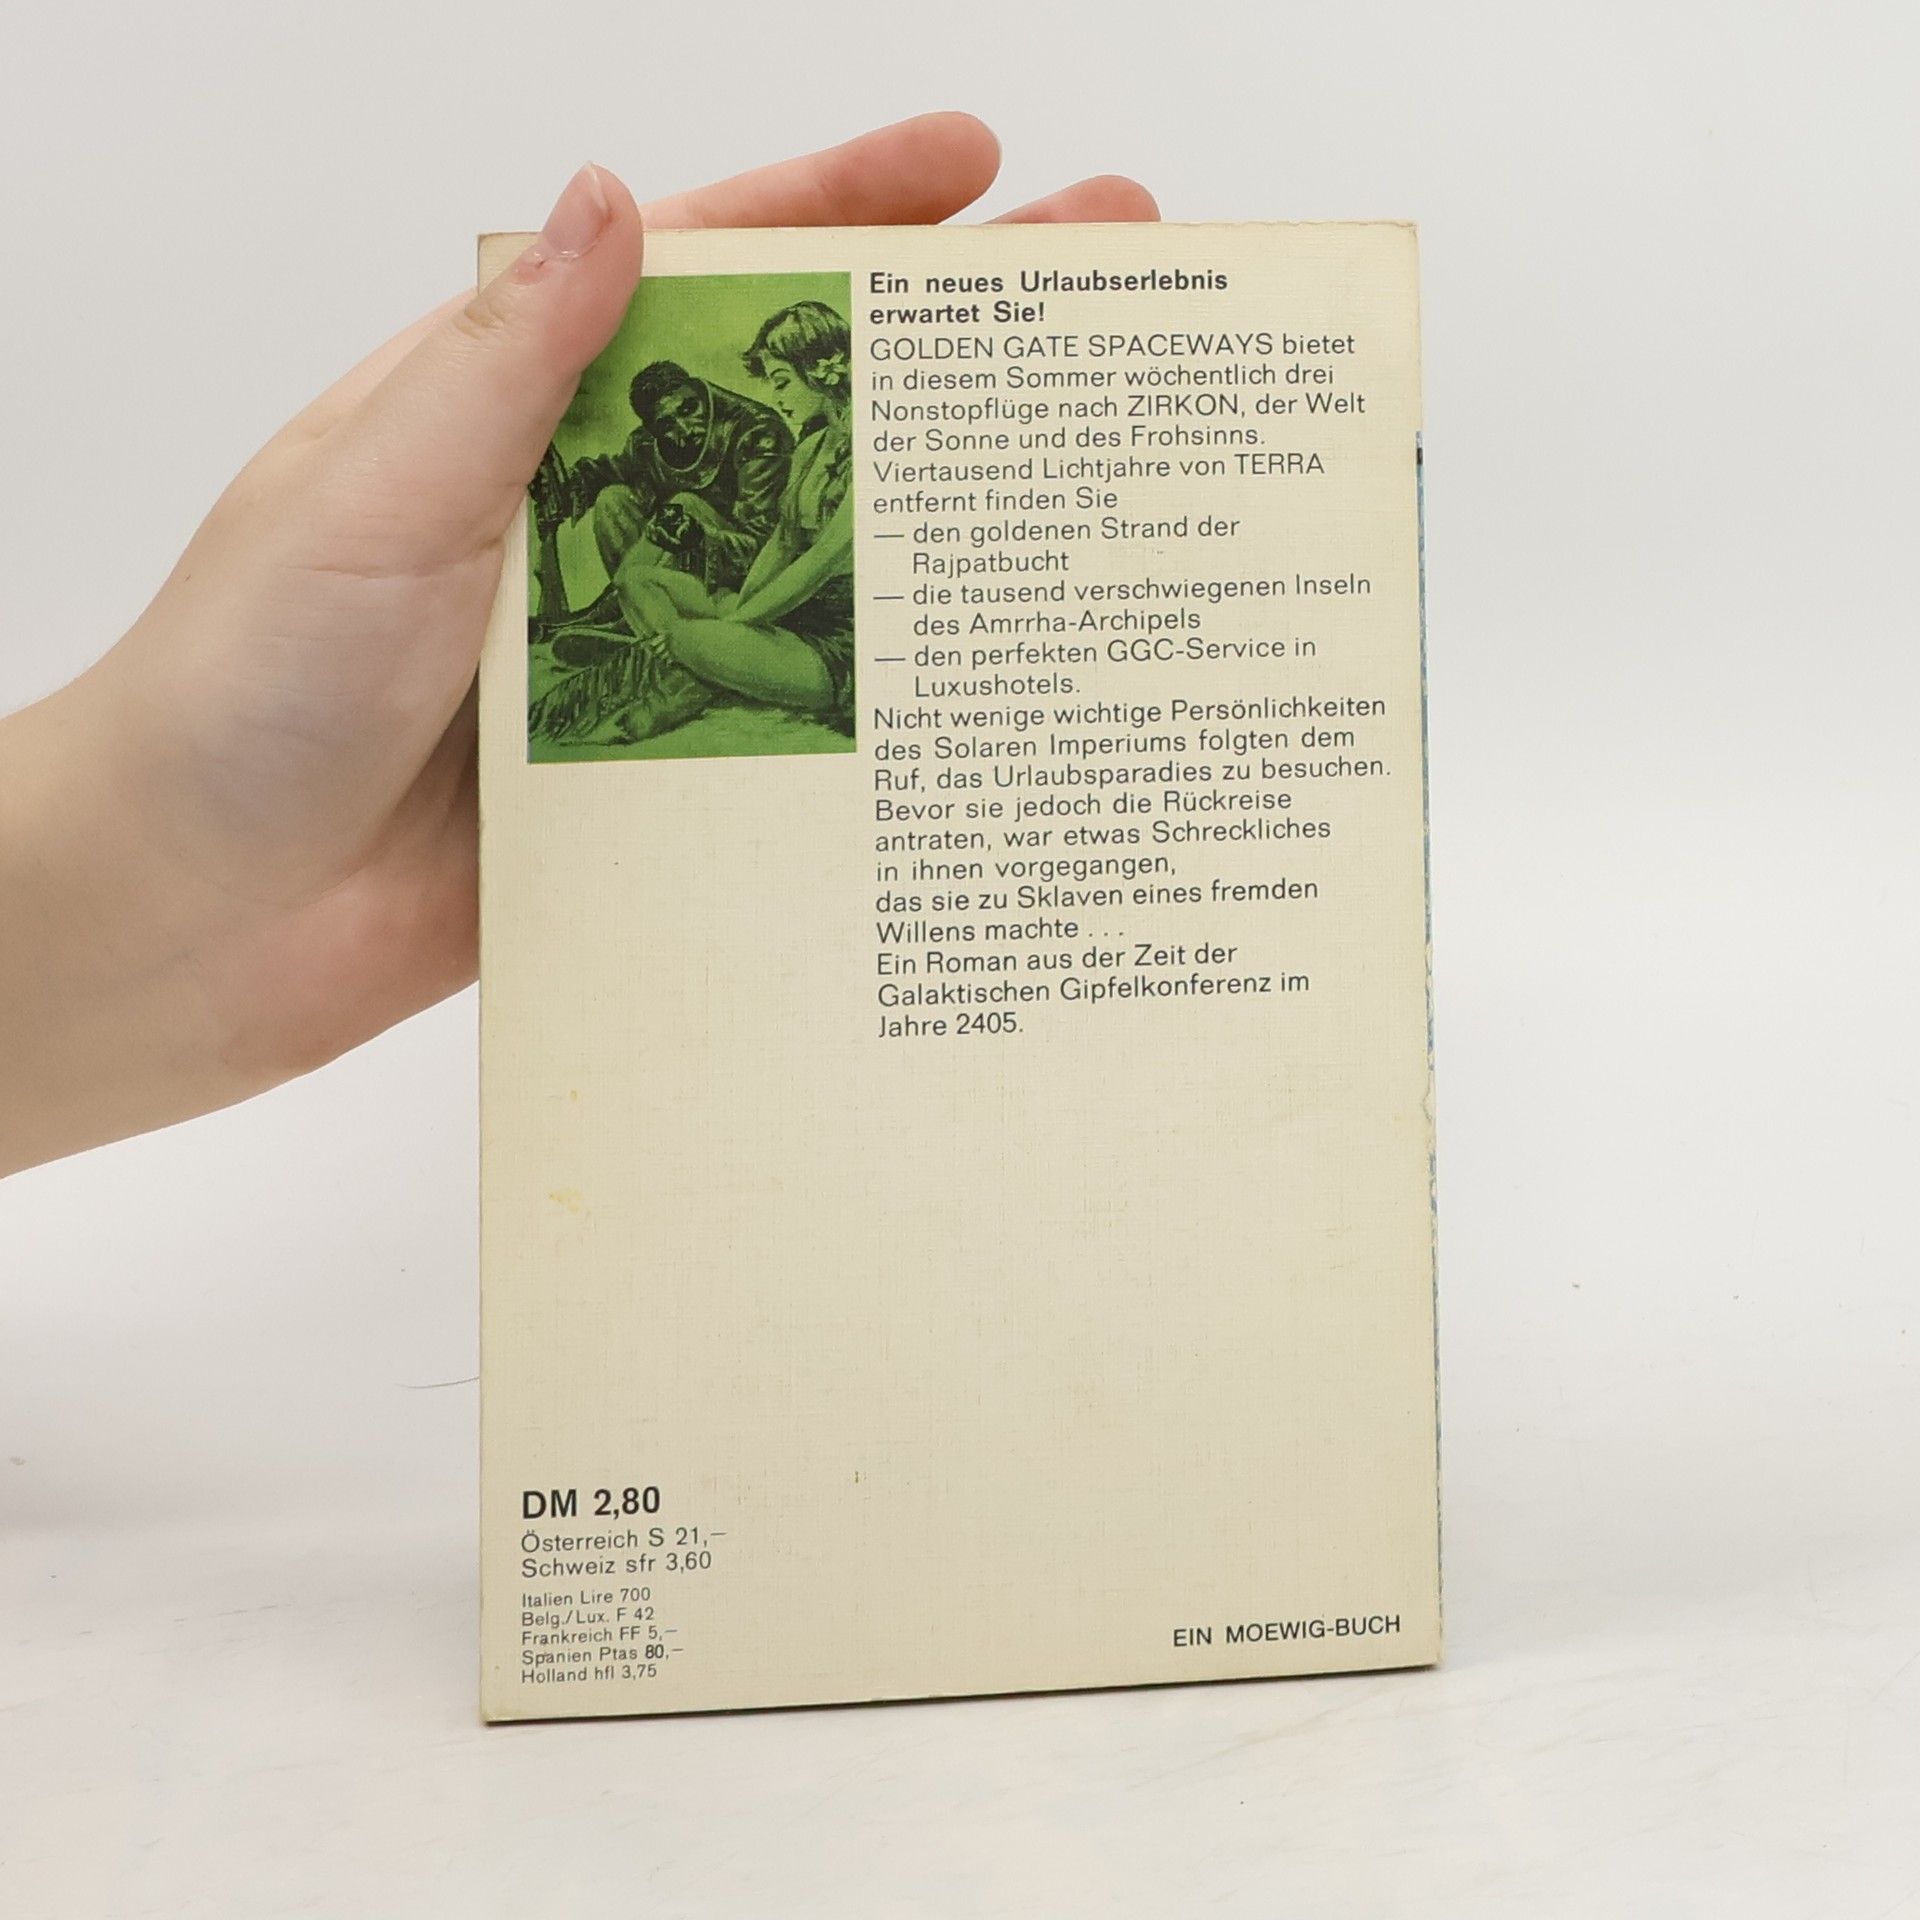 Ein neues Urlaubserlebnis
erwartet Sie!
GOLDEN GATE SPACEWAYS bietet
in diesem Sommer wöchentlich drei
Nonstopflüge nach ZIRKON, der Welt
der Sonne und des Frohsinns.
Viertausend Lichtjahre von TERRA
entfernt finden Sie
— den goldenen Strand der
Rajpatbucht
— die tausend verschwiegenen Inseln
des Amrrha-Archipels
— den perfekten GGC-Service in
Luxushotels.
Nicht wenige wichtige Persönlichkeiten
des Solaren Imperiums folgten dem
Ruf, das Urlaubsparadies zu besuchen.
Bevor sie jedoch die Rückreise
antraten, war etwas Schreckliches
in ihnen vorgegangen,
das sie zu Sklaven eines fremden
Willens machte . . .
Ein Roman aus der Zeit der
Galaktischen Gipfelkonferenz im
Jahre 2405.
DM 2,80
Österreich S 21,—
Schweiz sfr 3,60
Italien Lire 700
Belg./Lux. F 42
Frankreich FF 5,—
Spanien Ptas 80,—
Holland hfl 3,75
EIN MOEWIG-BUCH